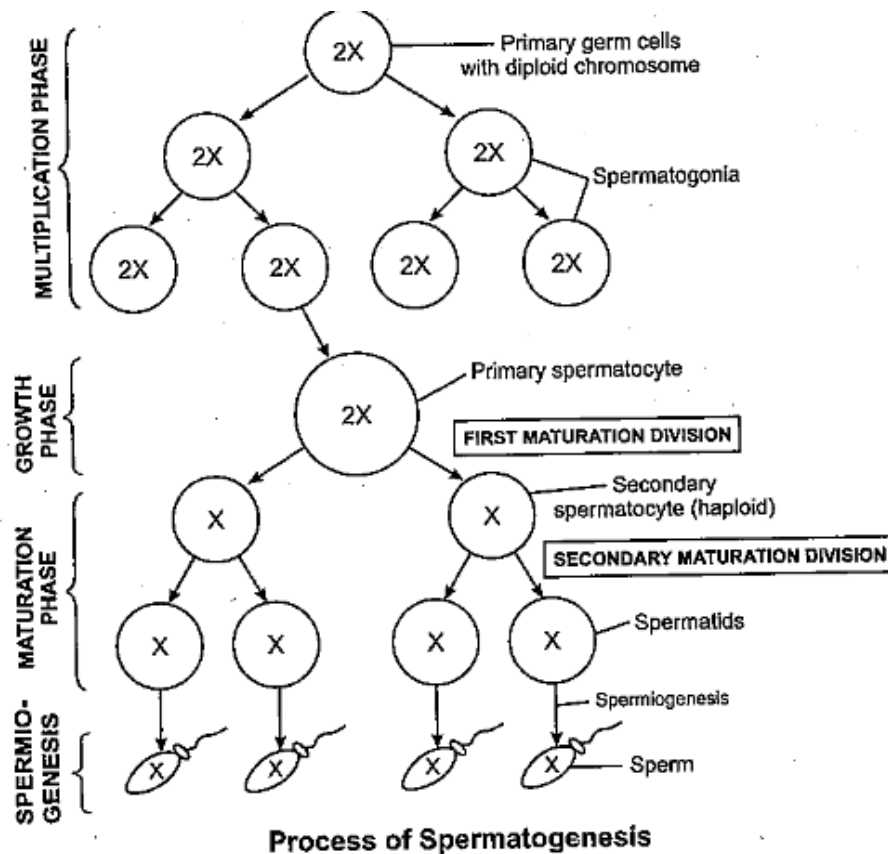 2X
Primary germ cells
with diploid chromosome
MULTIPLICATION PHASE
2X
2X
Spermatogonia
2X
2X
2X
2X
GROWTH
PHASE
2X
Primary spermatocyte
FIRST MATURATION DIVISION
MATURATION
PHASE
X
X
Secondary
spermatocyte (haploid)
SECONDARY MATURATION DIVISION
X
X
X
X
Spermatids
Spermiogenesis
SPERMIO-
GENESIS
X
X
X
X
Sperm
Process of Spermatogenesis